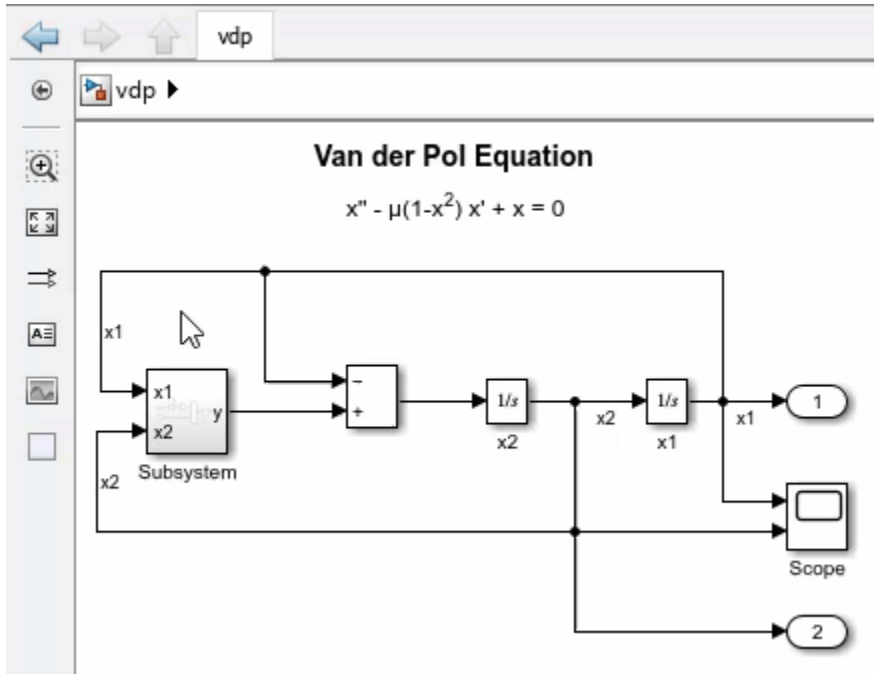 vdp
vdp
Van der Pol Equation
x" - μ(1-x²) x' + x = 0
A
x1
x1
x2
y
Subsystem
x2
−
+
1/s
x2
x2
1/s
x1
x1
1
Scope
2